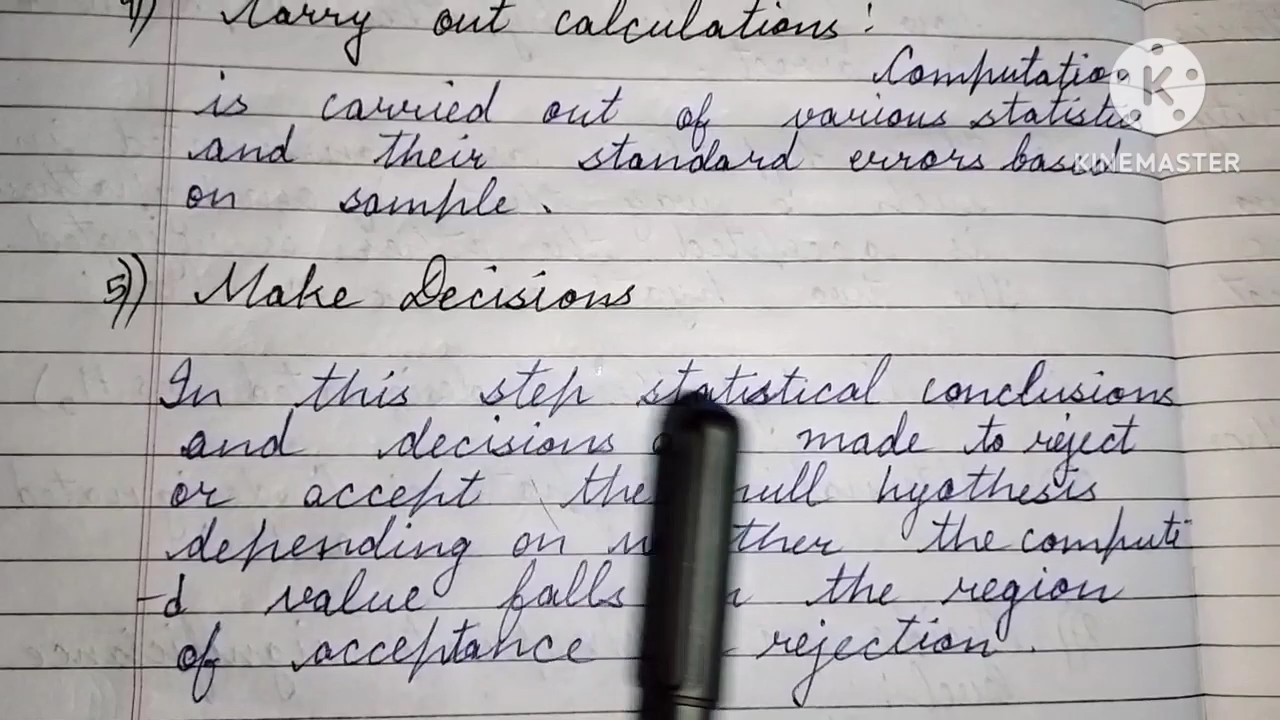 4) Carry out calculations:
Computation
is carried out of various statistic
and their standard errors based
on sample.
5) Make Decisions
In this step statistical conclusions
and decisions made to reject
or accept the null hyothesis
depending on the compute
-d value falls the region
of acceptance rejection.
K
KINEMASTER